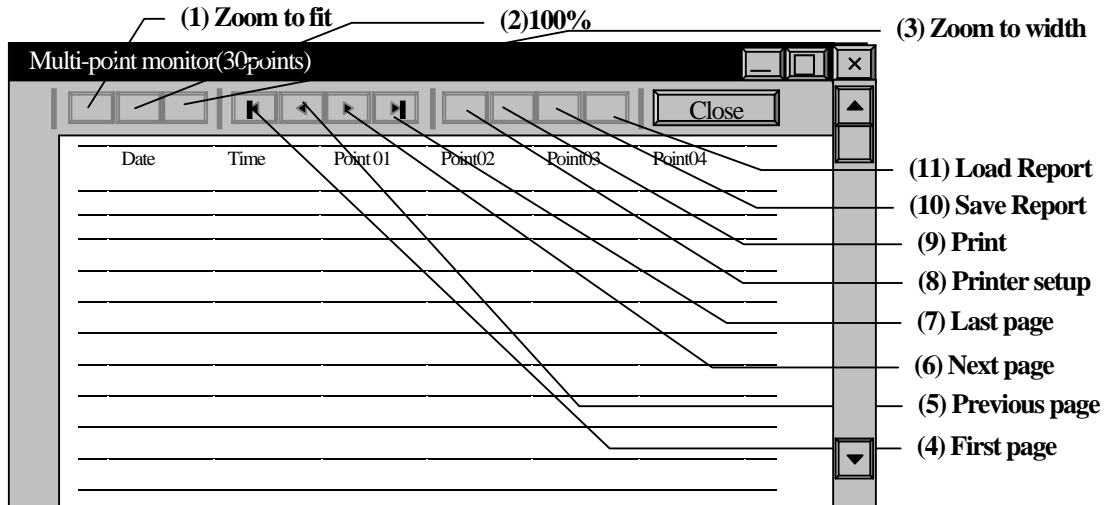 (1) Zoom to fit
(2)100%
(3) Zoom to width
Multi-point monitor(30points)
Close
Date Time Point 01 Point02 Point03 Point04
(11) Load Report
(10) Save Report
(9) Print
(8) Printer setup
(7) Last page
(6) Next page
(5) Previous page
(4) First page